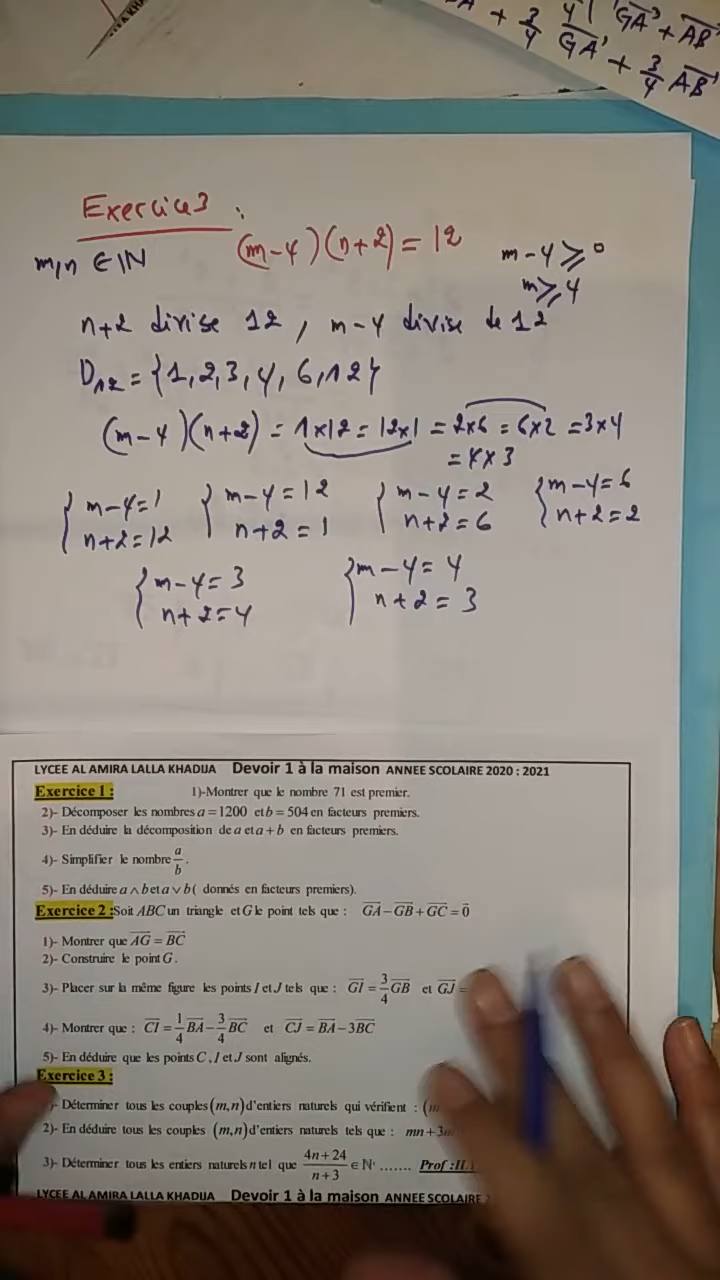 + 3/4 GA + AB
GA + 3/4 AB
Exercice 3 :
m,n ∈ IN (m-4)(n+2) = 12 m-4 ⩾ 0
m ⩾ 4
n+2 divise 12 , m-4 divise de 12
D₁₂ = {1,2,3,4,6,12}
(m-4)(n+2) = 1×12 = 12×1 = 2×6 = 6×2 = 3×4
= 4×3
{ m-4=1 { m-4=12 { m-4=2 { m-4=6
{ n+2=12 { n+2=1 { n+2=6 { n+2=2
{ m-4=3 { m-4=4
{ n+2=4 { n+2=3
LYCEE AL AMIRA LALLA KHADIJA Devoir 1 à la maison ANNEE SCOLAIRE 2020 : 2021
Exercice 1 : 1)-Montrer que le nombre 71 est premier.
2)- Décomposer les nombres a = 1200 et b = 504 en facteurs premiers.
3)- En déduire la décomposition de a et a + b en facteurs premiers.
4)- Simplifier le nombre a/b .
5)- En déduire a ∧ b et a ∨ b ( donnés en facteurs premiers).
Exercice 2 :Soit ABC un triangle et G le point tels que : GA − GB + GC = 0
1)- Montrer que AG = BC
2)- Construire le point G .
3)- Placer sur la même figure les points I et J tels que : GI = 3/4 GB et GJ =
4)- Montrer que : CI = 1/4 BA − 3/4 BC et CJ = BA − 3BC
5)- En déduire que les points C , I et J sont alignés.
Exercice 3 :
)- Déterminer tous les couples (m,n) d'entiers naturels qui vérifient : (m
2)- En déduire tous les couples (m,n) d'entiers naturels tels que : mn + 3
3)- Déterminer tous les entiers naturels n tel que (4n + 24)/(n + 3) ∈ ℕ ....... Prof :
LYCEE AL AMIRA LALLA KHADIJA Devoir 1 à la maison ANNEE SCOLAIRE 2